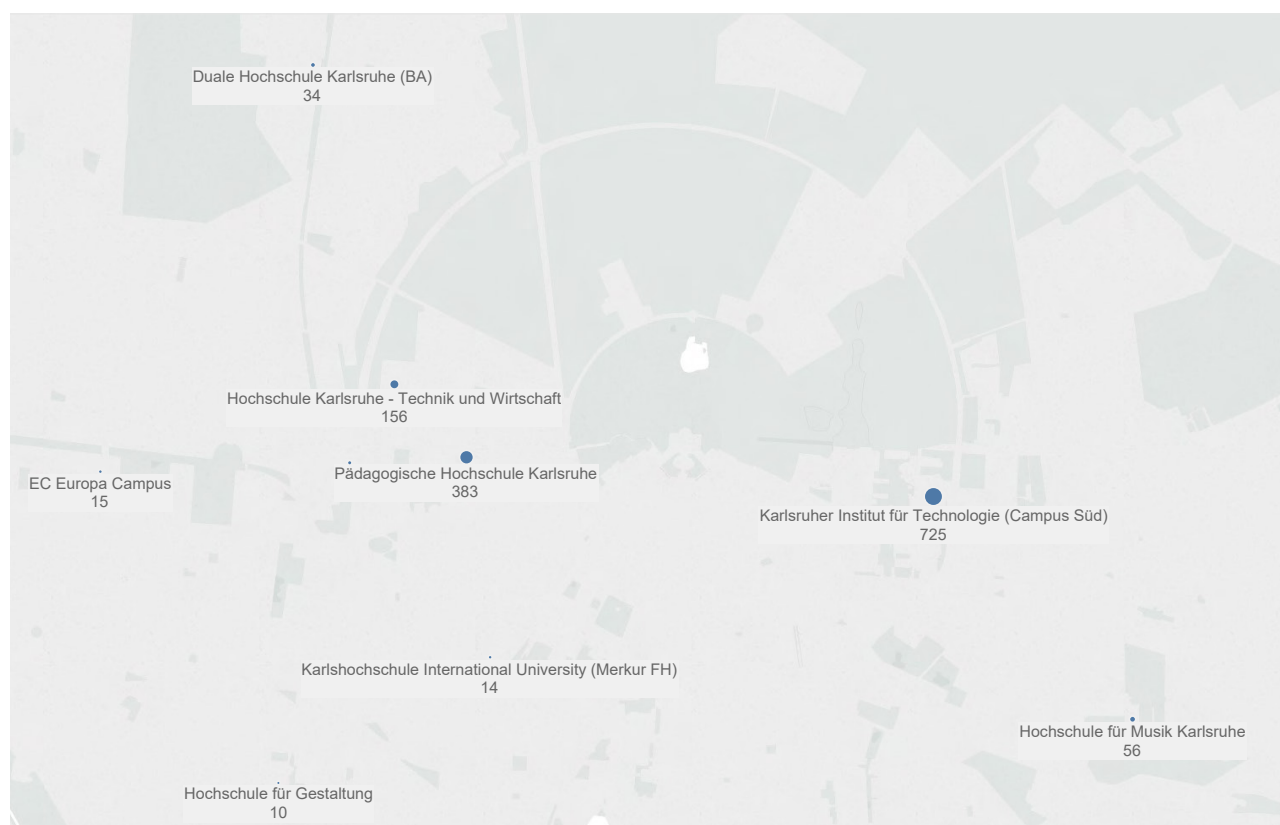 Duale Hochschule Karlsruhe (BA)
34
Hochschule Karlsruhe - Technik und Wirtschaft
156
Pädagogische Hochschule Karlsruhe
383
EC Europa Campus
15
Karlsruher Institut für Technologie (Campus Süd)
725
Karlshochschule International University (Merkur FH)
14
Hochschule für Musik Karlsruhe
56
Hochschule für Gestaltung
10